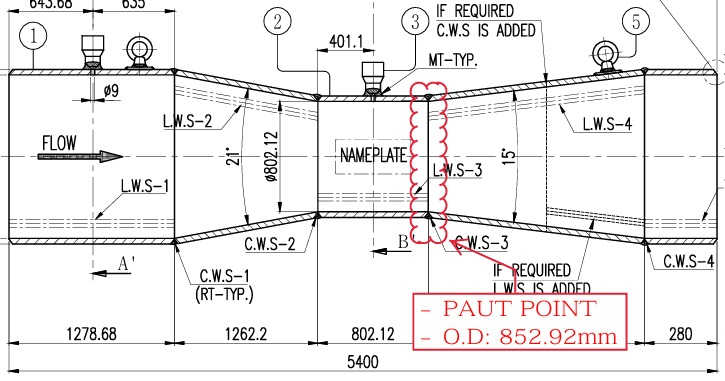 643.68
635
401.1
IF REQUIRED
C.W.S IS ADDED
1
2
3
5
MT-TYP.
ø9
L.W.S-2
L.W.S-4
FLOW
21°
ø802.12
NAMEPLATE
15°
L.W.S-1
L.W.S-3
C.W.S-2
B'
C.W.S-3
A'
C.W.S-1
(RT-TYP.)
IF REQUIRED
L.W.S IS ADDED
C.W.S-4
- PAUT POINT
- O.D: 852.92mm
1278.68
1262.2
802.12
280
5400